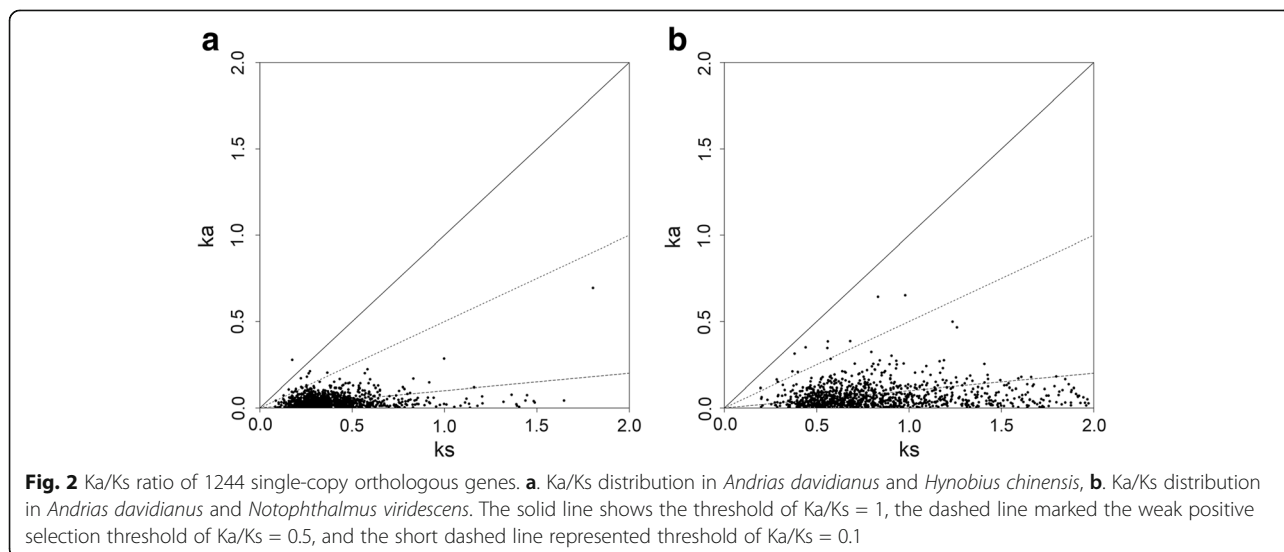 a
b
2.0
1.5
1.0
0.5
0.0
ka
0.0 0.5 1.0 1.5 2.0
ks
2.0
1.5
1.0
0.5
0.0
ka
0.0 0.5 1.0 1.5 2.0
ks
Fig. 2 Ka/Ks ratio of 1244 single-copy orthologous genes. a. Ka/Ks distribution in Andrias davidianus and Hynobius chinensis, b. Ka/Ks distribution
in Andrias davidianus and Notophthalmus viridescens. The solid line shows the threshold of Ka/Ks = 1, the dashed line marked the weak positive
selection threshold of Ka/Ks = 0.5, and the short dashed line represented threshold of Ka/Ks = 0.1